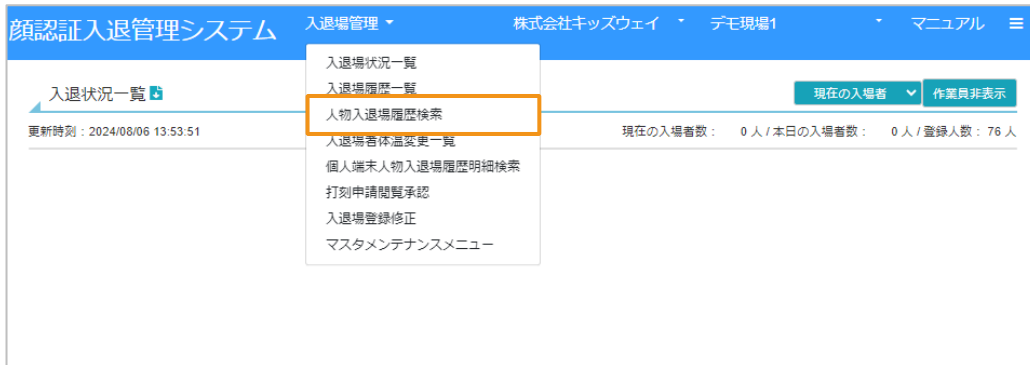 顔認証入退管理システム 入退場管理 株式会社キッズウェイ デモ現場1 マニュアル
入退状況一覧 現在の入場者 作業員非表示
更新時刻:2024/08/06 13:53:51 現在の入場者数: 0 人 / 本日の入場者数: 0 人 / 登録人数: 76 人
入退場状況一覧
入退場履歴一覧
人物入退場履歴検索
入退場者体温変更一覧
個人端末人物入退場履歴明細検索
打刻申請閲覧承認
入退場登録修正
マスタメンテナンスメニュー